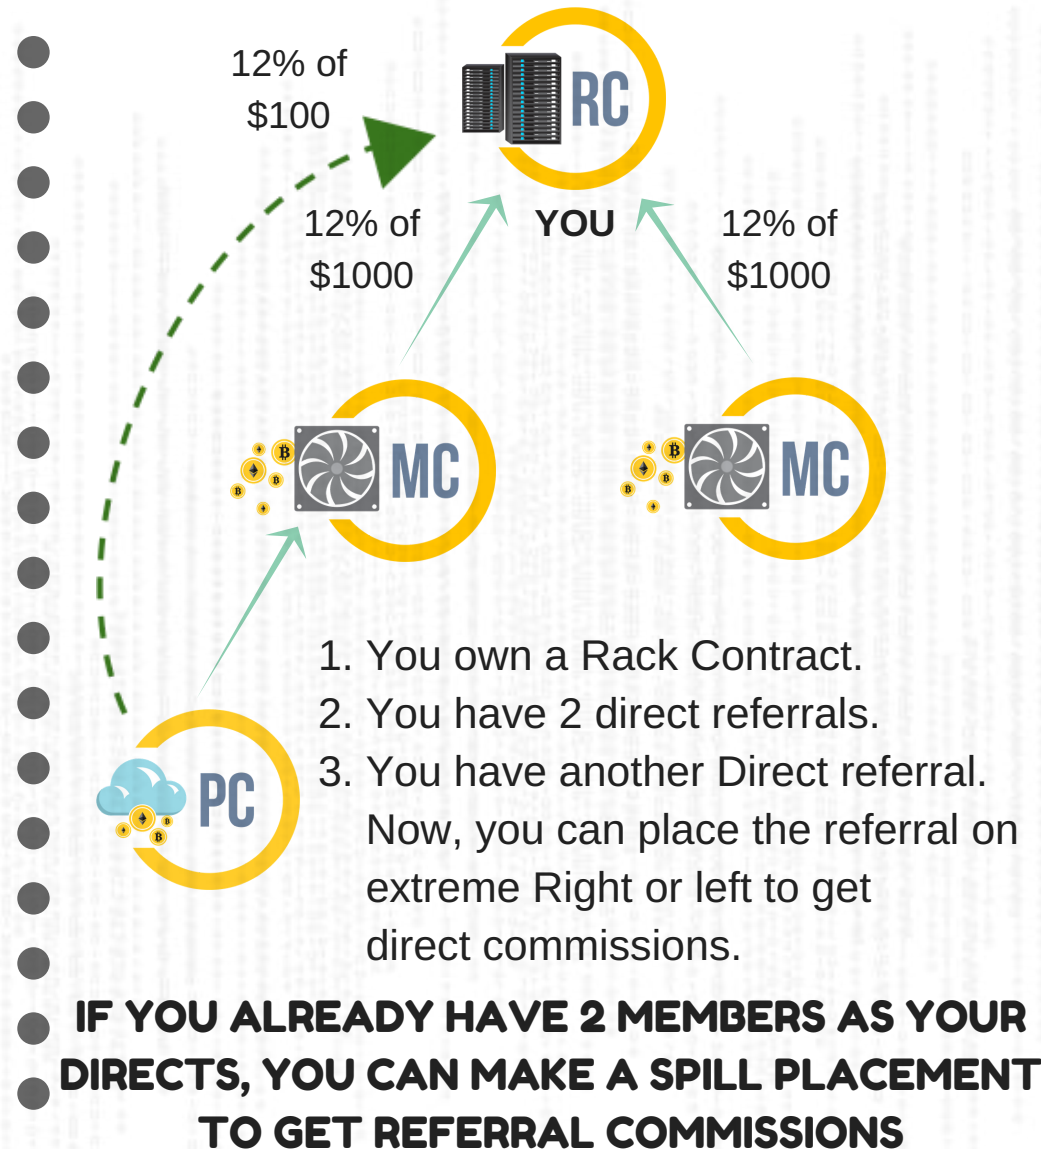 12% of
$100
RC
12% of
$1000
YOU
12% of
$1000
MC
MC
PC
1. You own a Rack Contract.
2. You have 2 direct referrals.
3. You have another Direct referral.
Now, you can place the referral on
extreme Right or left to get
direct commissions.
IF YOU ALREADY HAVE 2 MEMBERS AS YOUR
DIRECTS, YOU CAN MAKE A SPILL PLACEMENT
TO GET REFERRAL COMMISSIONS